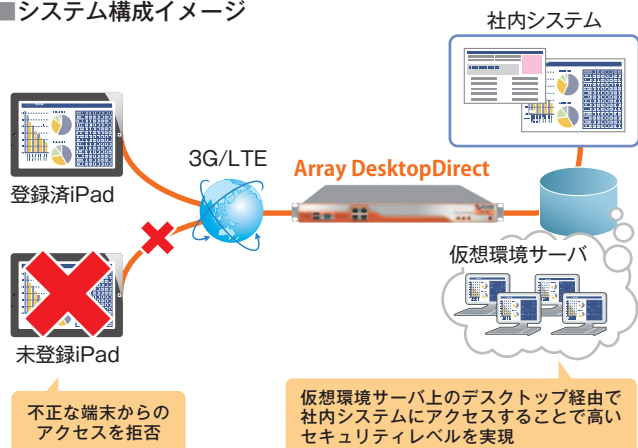 ■システム構成イメージ
社内システム
3G/LTE
Array DesktopDirect
登録済iPad
仮想環境サーバ
未登録iPad
不正な端末からの
アクセスを拒否
仮想環境サーバ上のデスクトップ経由で
社内システムにアクセスすることで高い
セキュリティレベルを実現